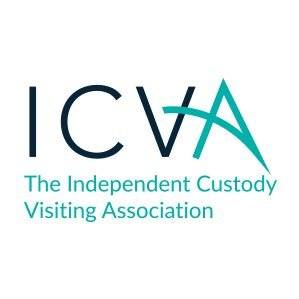 ICVA
The Independent Custody
Visiting Association